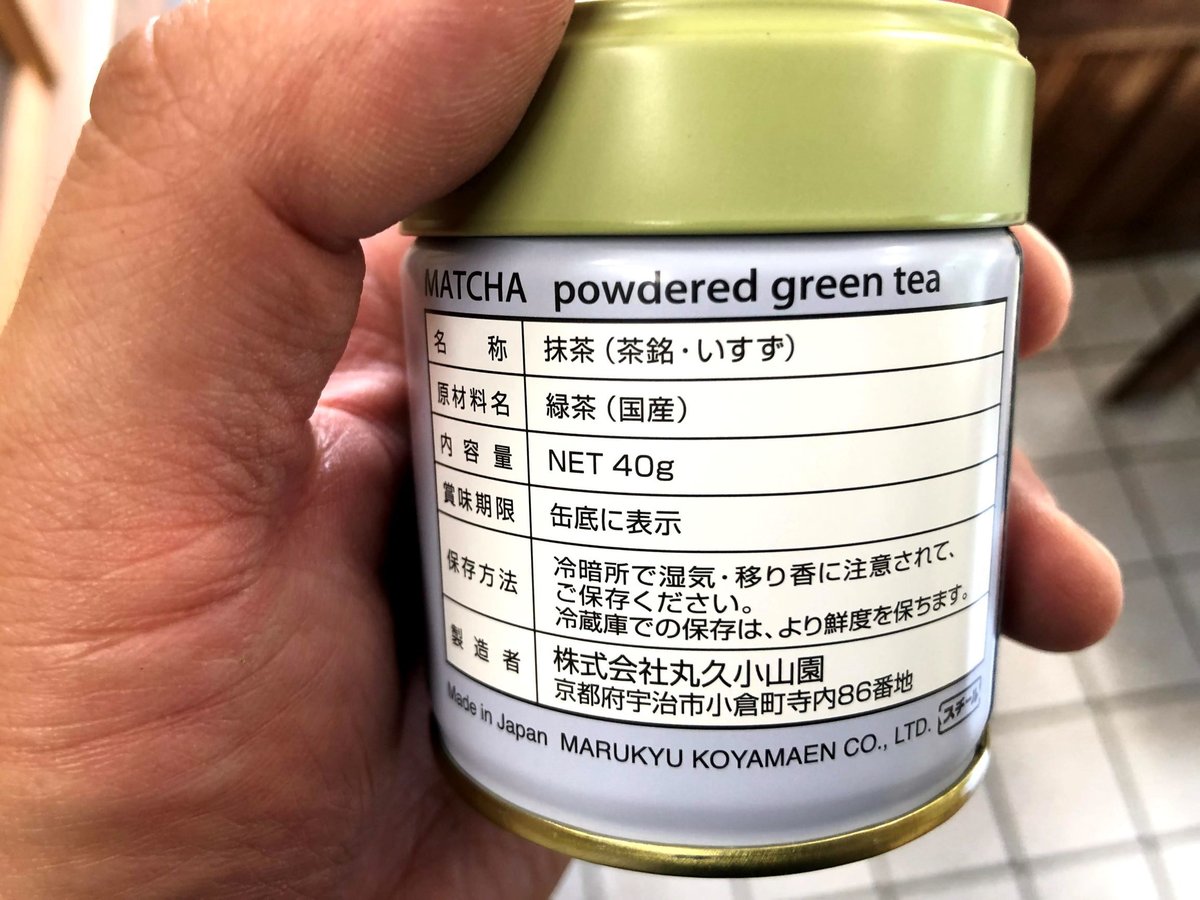 MATCHA powdered green tea
名称 抹茶(茶銘・いすず)
原材料名 緑茶(国産)
内容量 NET 40g
賞味期限 缶底に表示
保存方法 冷暗所で湿気・移り香に注意されて、
ご保存ください。
冷蔵庫での保存は、より鮮度を保ちます。
製造者 株式会社丸久小山園
京都府宇治市小倉町寺内86番地
Made in Japan MARUKYU KOYAMAEN CO., LTD. スチール